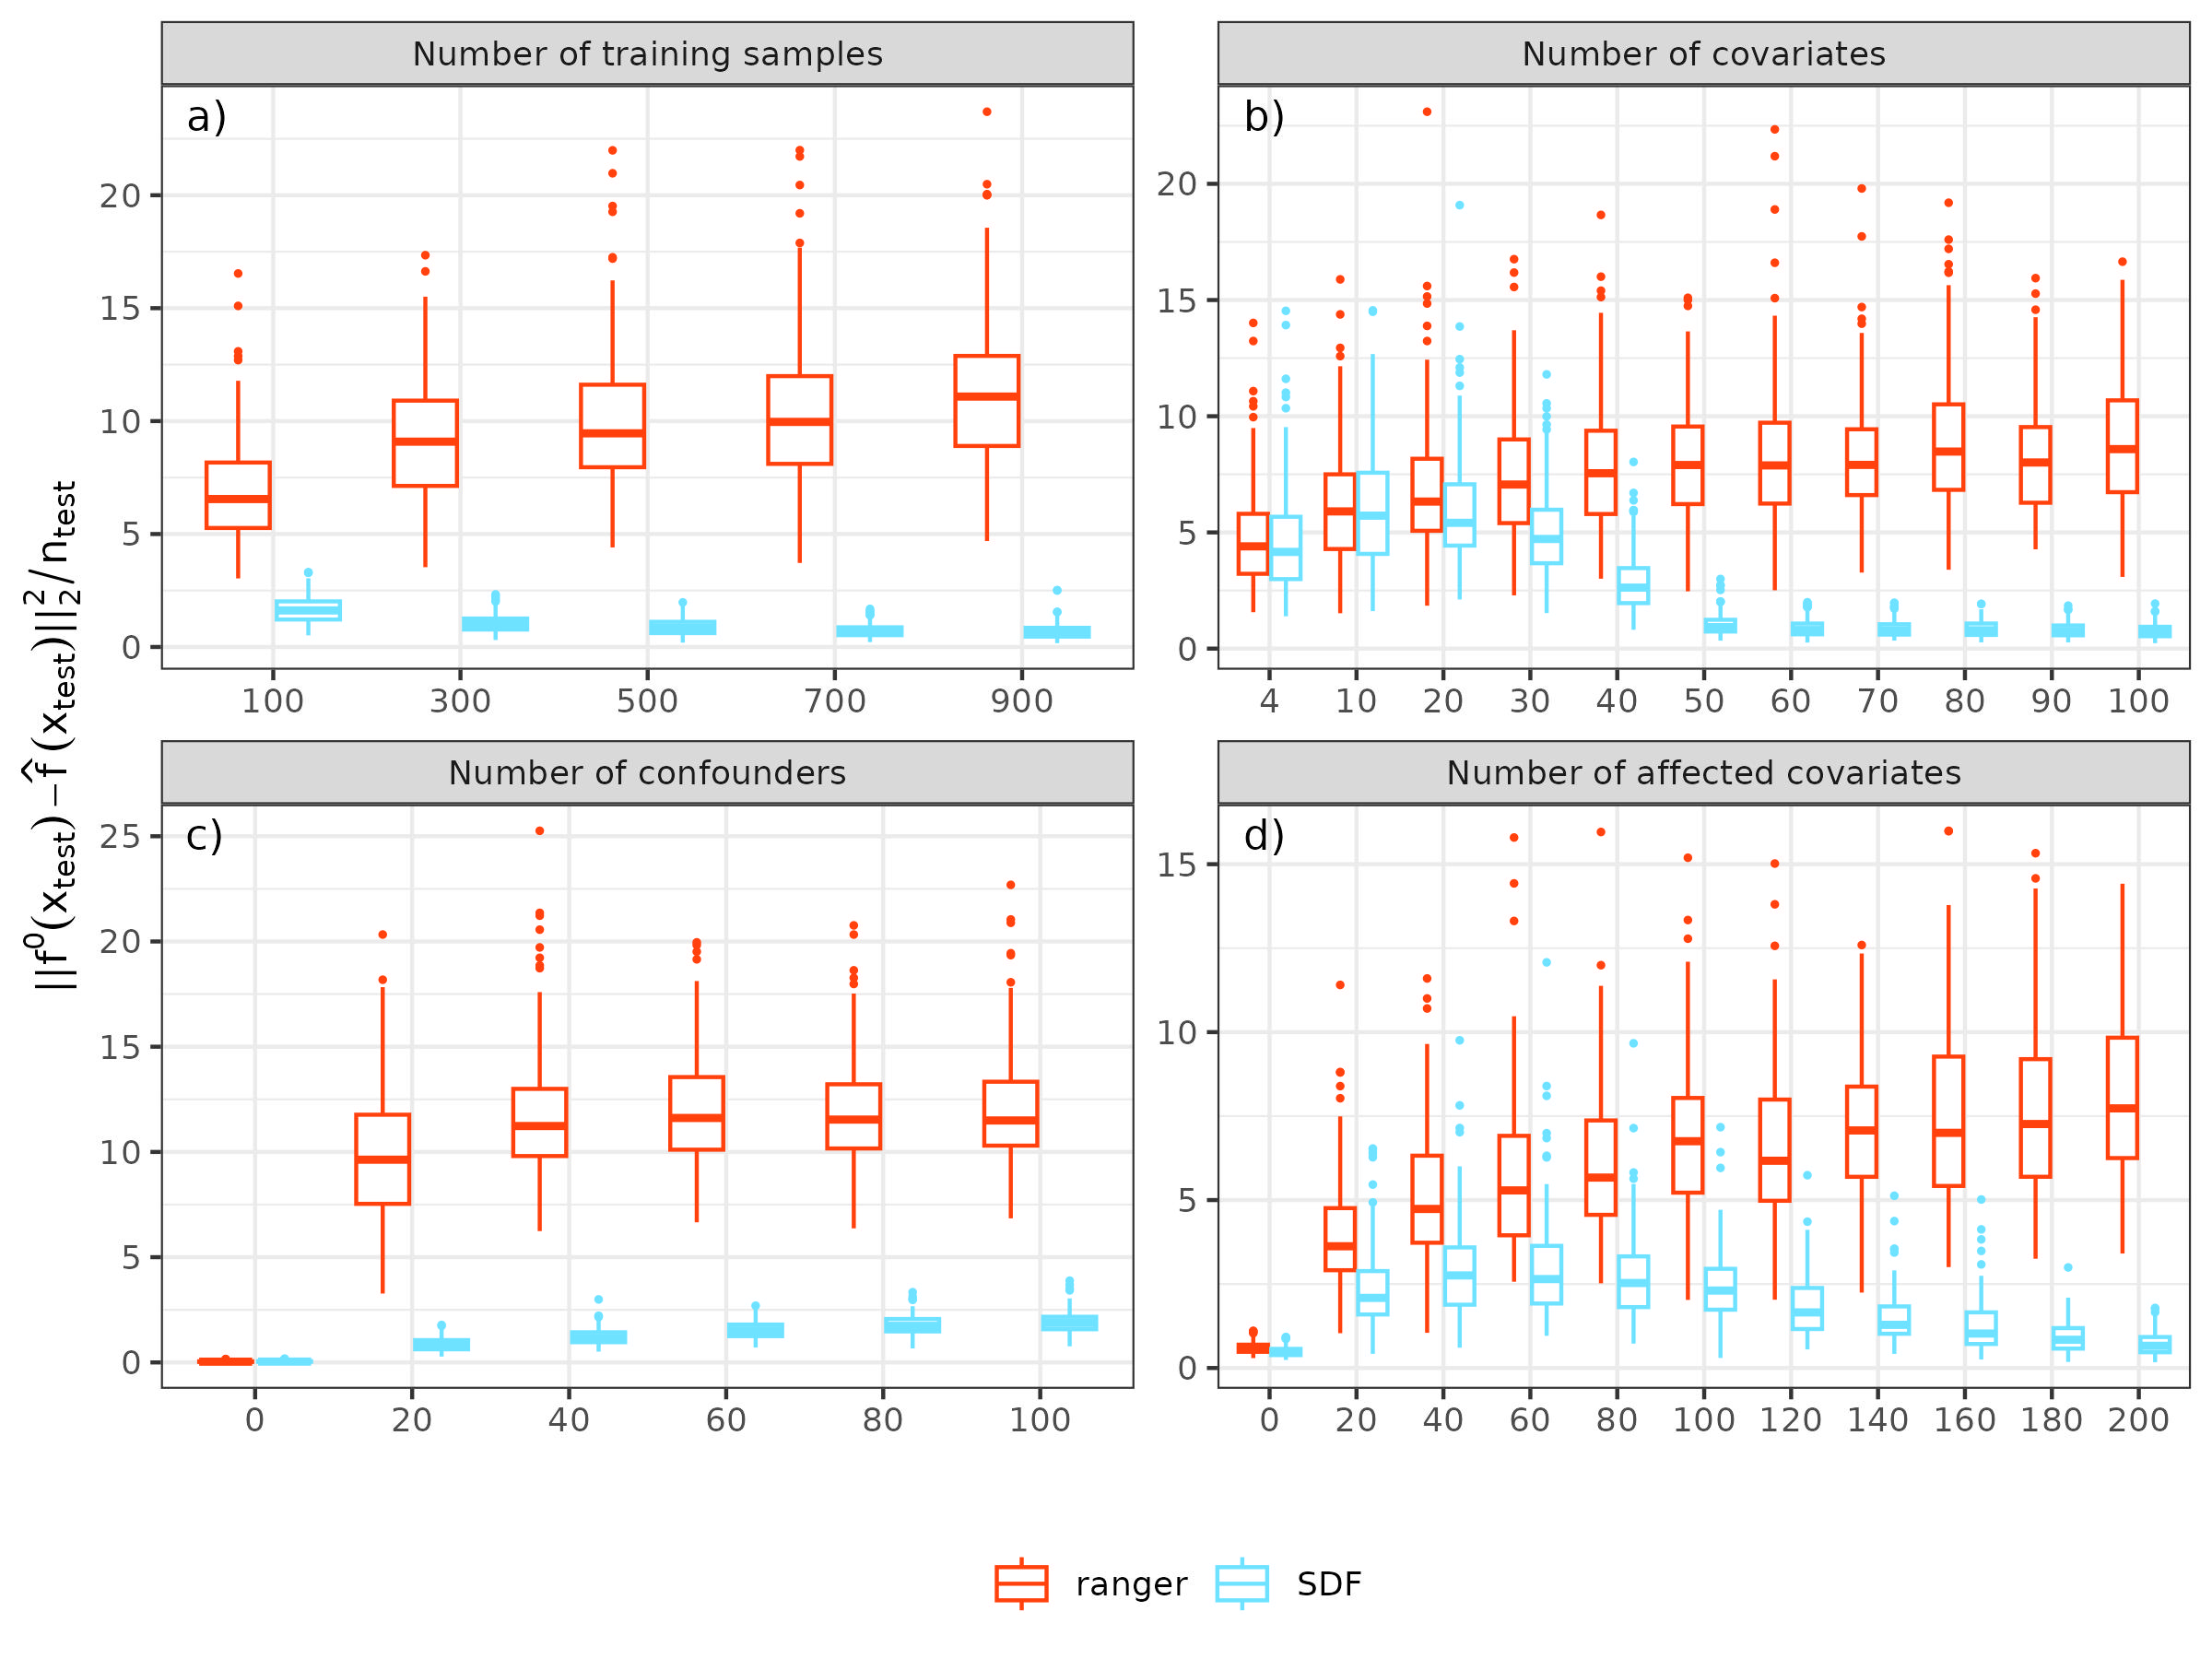 Number of training samples
a)
20
15
10
5
0
100 300 500 700 900
Number of covariates
b)
20
15
10
5
0
4 10 20 30 40 50 60 70 80 90 100
||f⁰(x_test) − f̂ (x_test)||₂²/n_test
Number of confounders
c)
25
20
15
10
5
0
0 20 40 60 80 100
Number of affected covariates
d)
15
10
5
0
0 20 40 60 80 100 120 140 160 180 200
ranger SDF